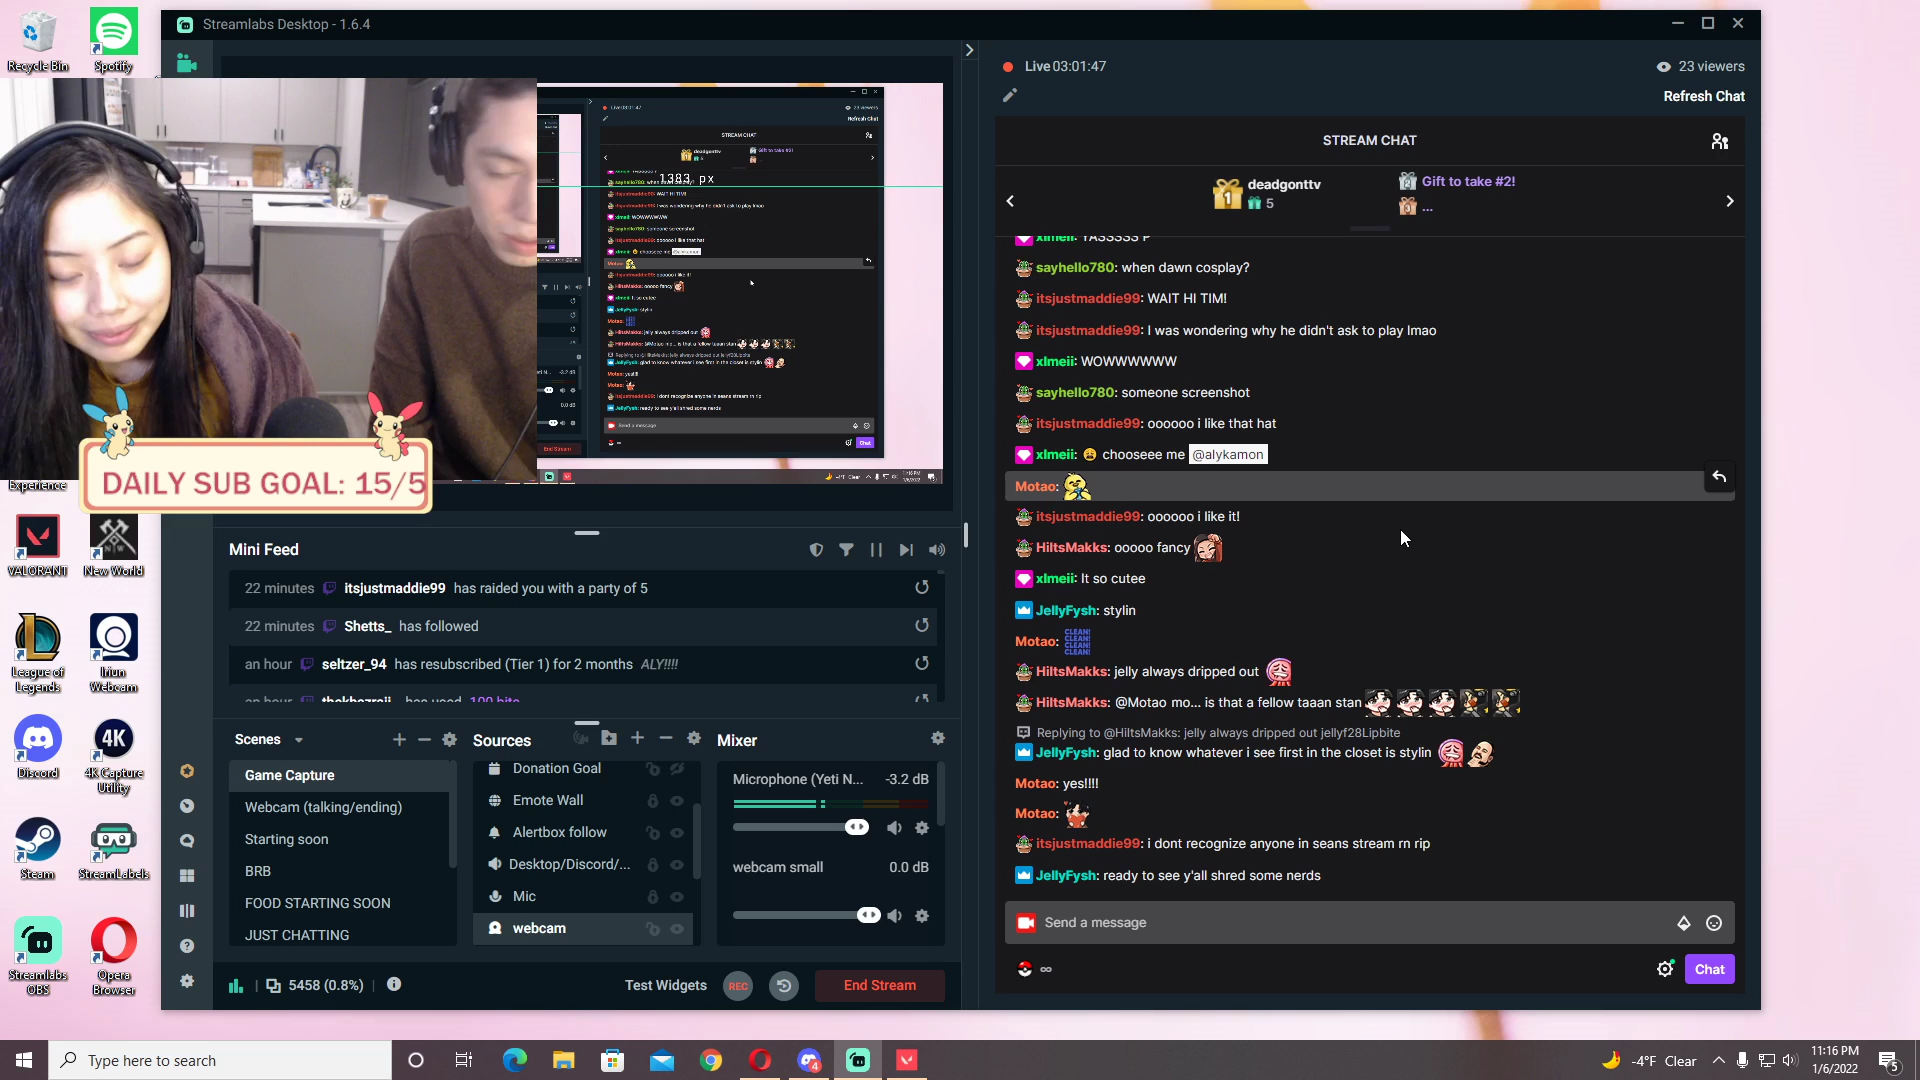 Recycle Bin
Spotify
Streamlabs Desktop - 1.6.4
Live 03:01:47
23 viewers
Refresh Chat
STREAM CHAT
deadgonttv
5
Gift to take #2!
...
1383 px
sayhello780: when dawn cosplay?
itsjustmaddie99: WAIT HI TIM!
itsjustmaddie99: I was wondering why he didn't ask to play lmao
xlmeii: WOWWWWWW
sayhello780: someone screenshot
itsjustmaddie99: oooooo i like that hat
xlmeii: chooseee me @alykamon
Motao:
itsjustmaddie99: oooooo i like it!
HiltsMakks: ooooo fancy
xlmeii: It so cutee
JellyFysh: stylin
Motao: CLEAN! CLEAN! CLEAN!
HiltsMakks: jelly always dripped out
HiltsMakks: @Motao mo... is that a fellow taaan stan
Replying to @HiltsMakks: jelly always dripped out jellyf28Lipbite
JellyFysh: glad to know whatever i see first in the closet is stylin
Motao: yes!!!!
Motao:
itsjustmaddie99: i dont recognize anyone in seans stream rn rip
JellyFysh: ready to see y'all shred some nerds
Send a message
Chat
DAILY SUB GOAL: 15/5
Experience
VALORANT
New World
League of Legends
Iriun Webcam
Discord
4K Capture Utility
Steam
StreamLabels
Streamlabs OBS
Opera Browser
Mini Feed
22 minutes itsjustmaddie99 has raided you with a party of 5
22 minutes Shetts_ has followed
an hour seltzer_94 has resubscribed (Tier 1) for 2 months ALY!!!!
Scenes
Game Capture
Webcam (talking/ending)
Starting soon
BRB
FOOD STARTING SOON
JUST CHATTING
Sources
Donation Goal
Emote Wall
Alertbox follow
Desktop/Discord/...
Mic
webcam
Mixer
Microphone (Yeti N... -3.2 dB
webcam small 0.0 dB
5458 (0.8%)
Test Widgets
REC
End Stream
Type here to search
-4°F Clear
11:16 PM
1/6/2022
5